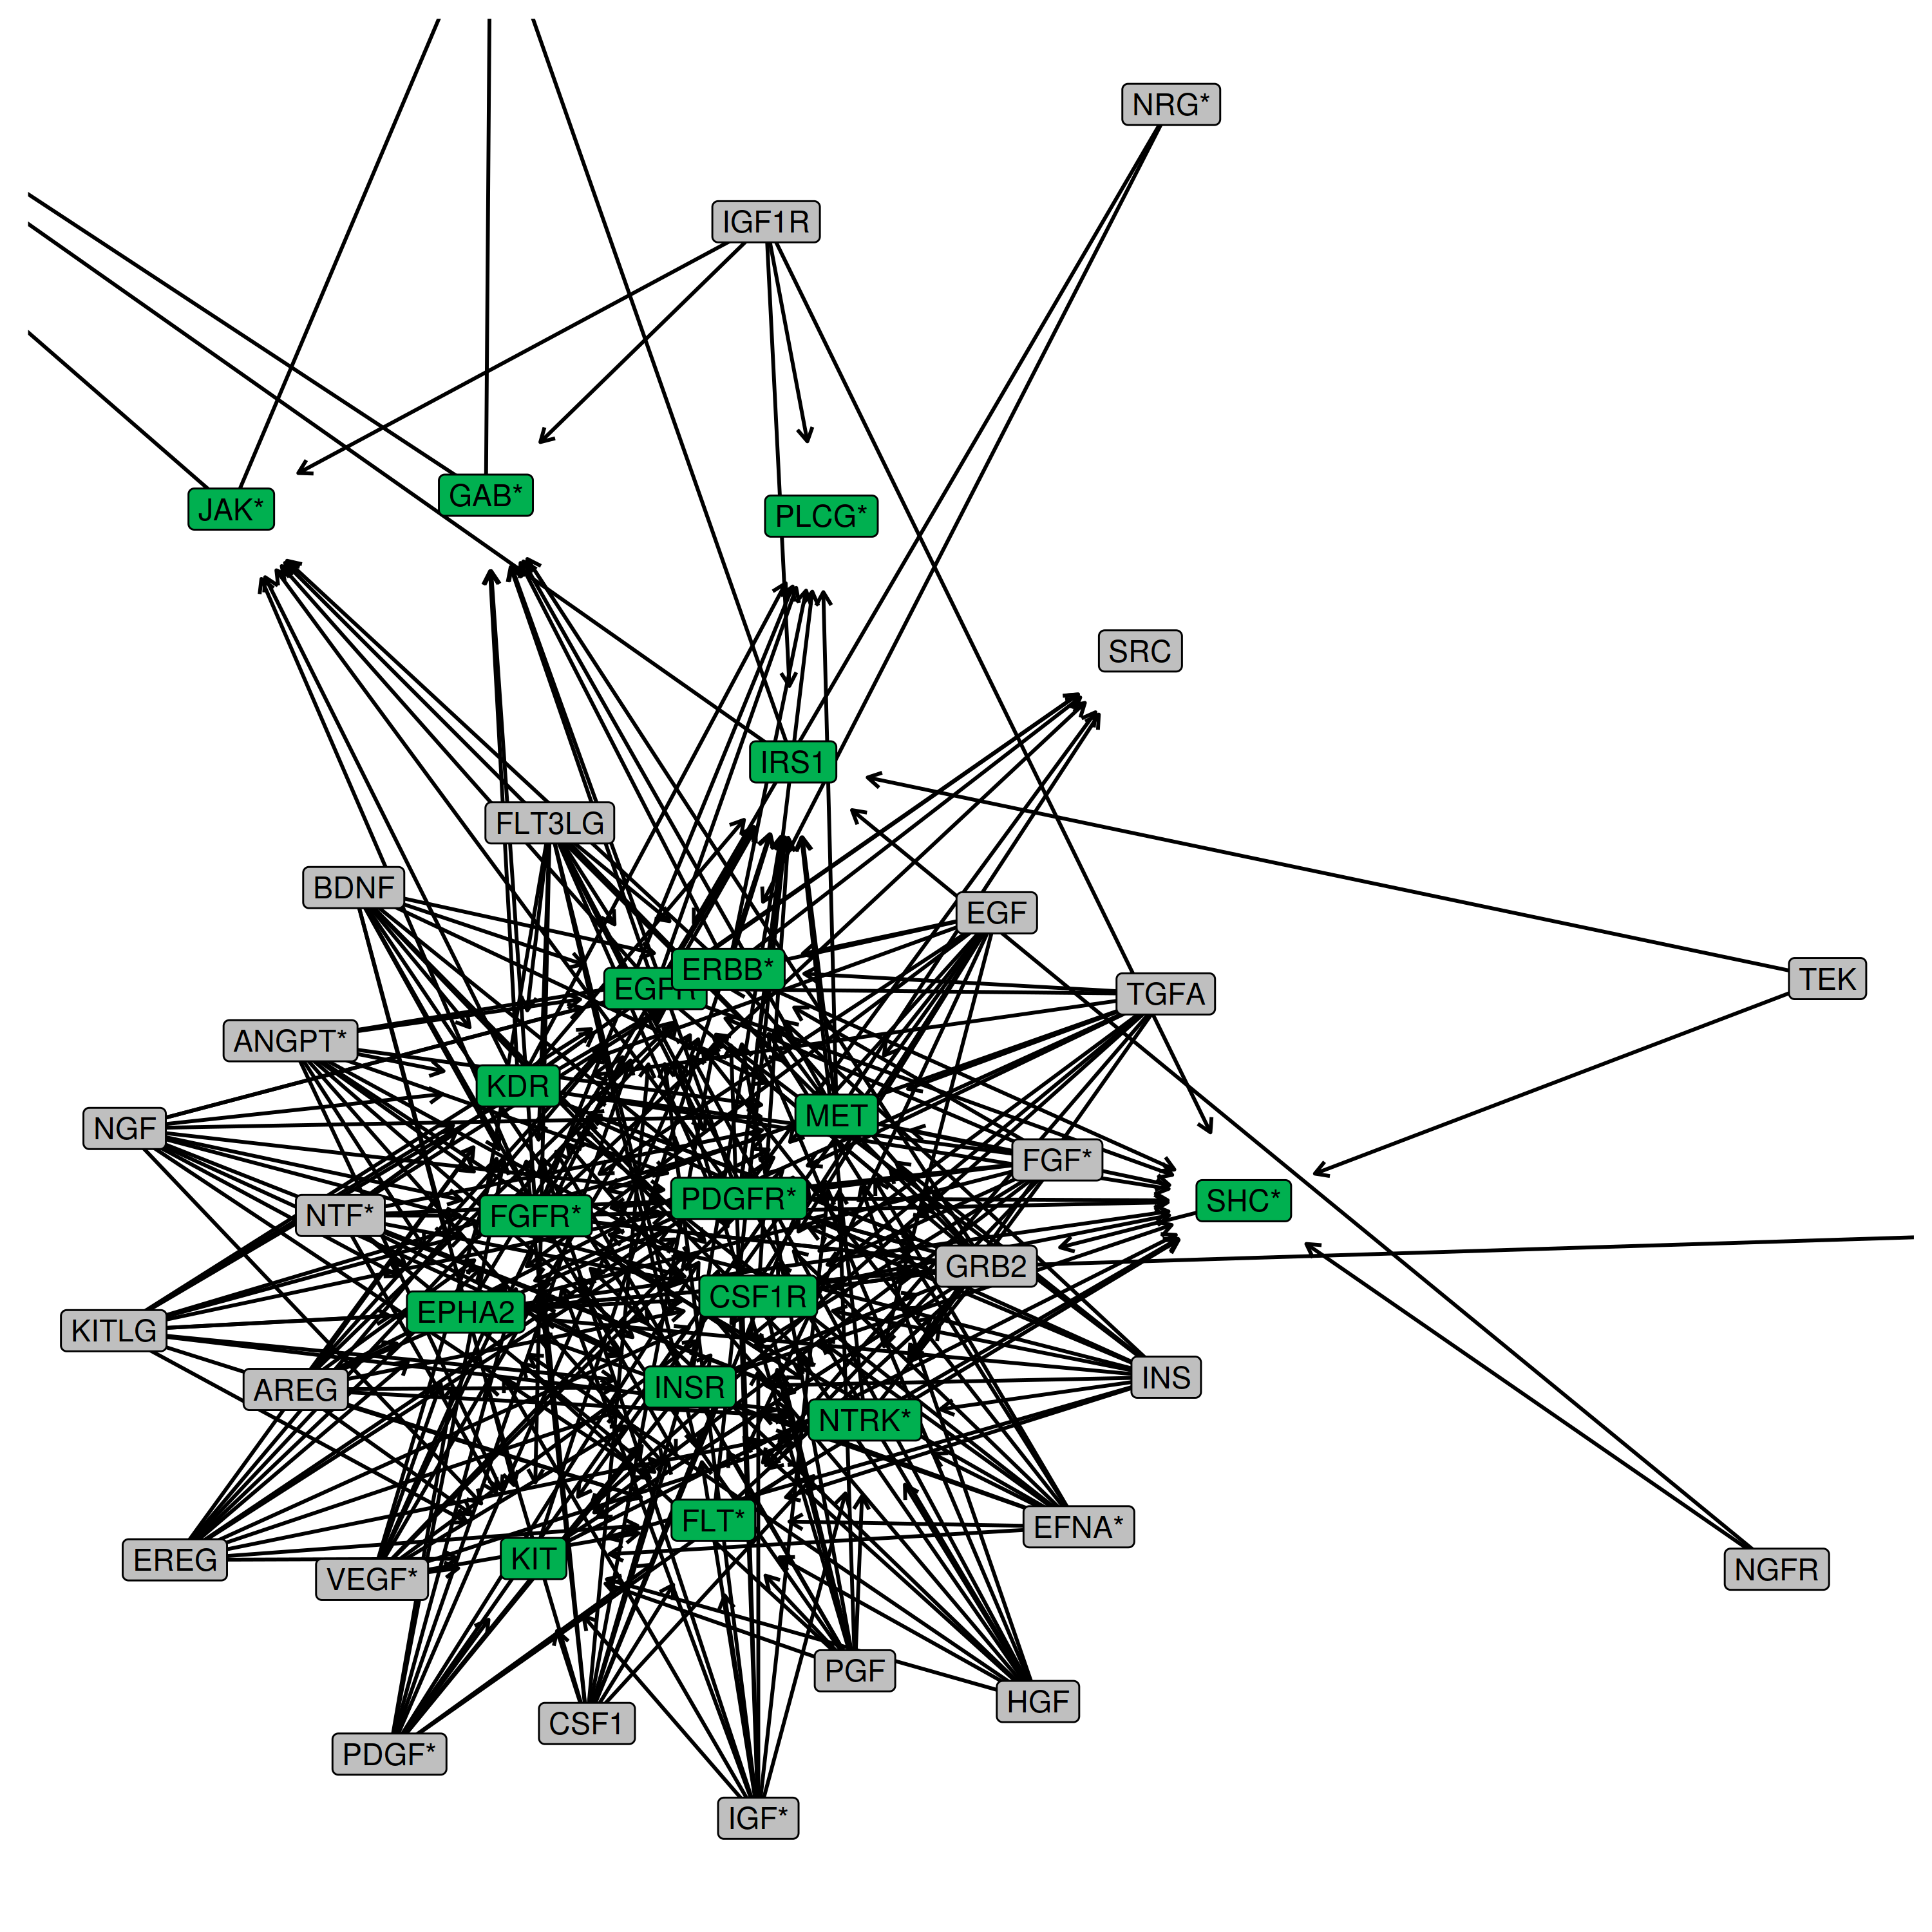 NRG*
IGF1R
GAB*
JAK*
PLCG*
SRC
IRS1
FLT3LG
BDNF
EGF
ERBB*
EGFR
TEK
TGFA
ANGPT*
KDR
MET
NGF
FGF*
PDGFR*
SHC*
NTF*
FGFR*
GRB2
CSF1R
EPHA2
KITLG
INS
INSR
AREG
NTRK*
FLT*
EFNA*
KIT
EREG
NGFR
VEGF*
PGF
HGF
CSF1
PDGF*
IGF*